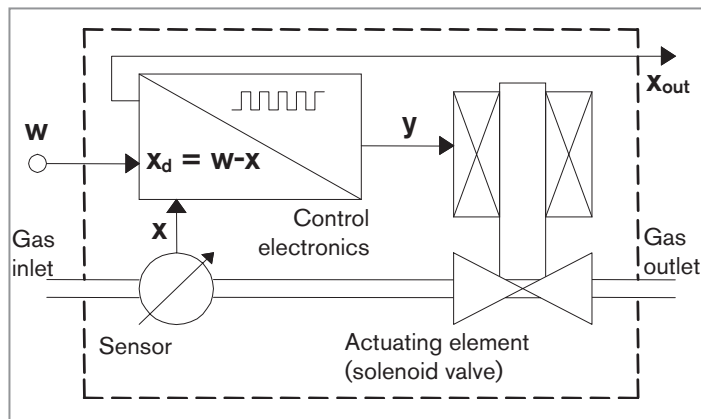 x_out
w
y
x_d = w-x
x
Control
electronics
Gas
inlet
Gas
outlet
Sensor
Actuating element
(solenoid valve)